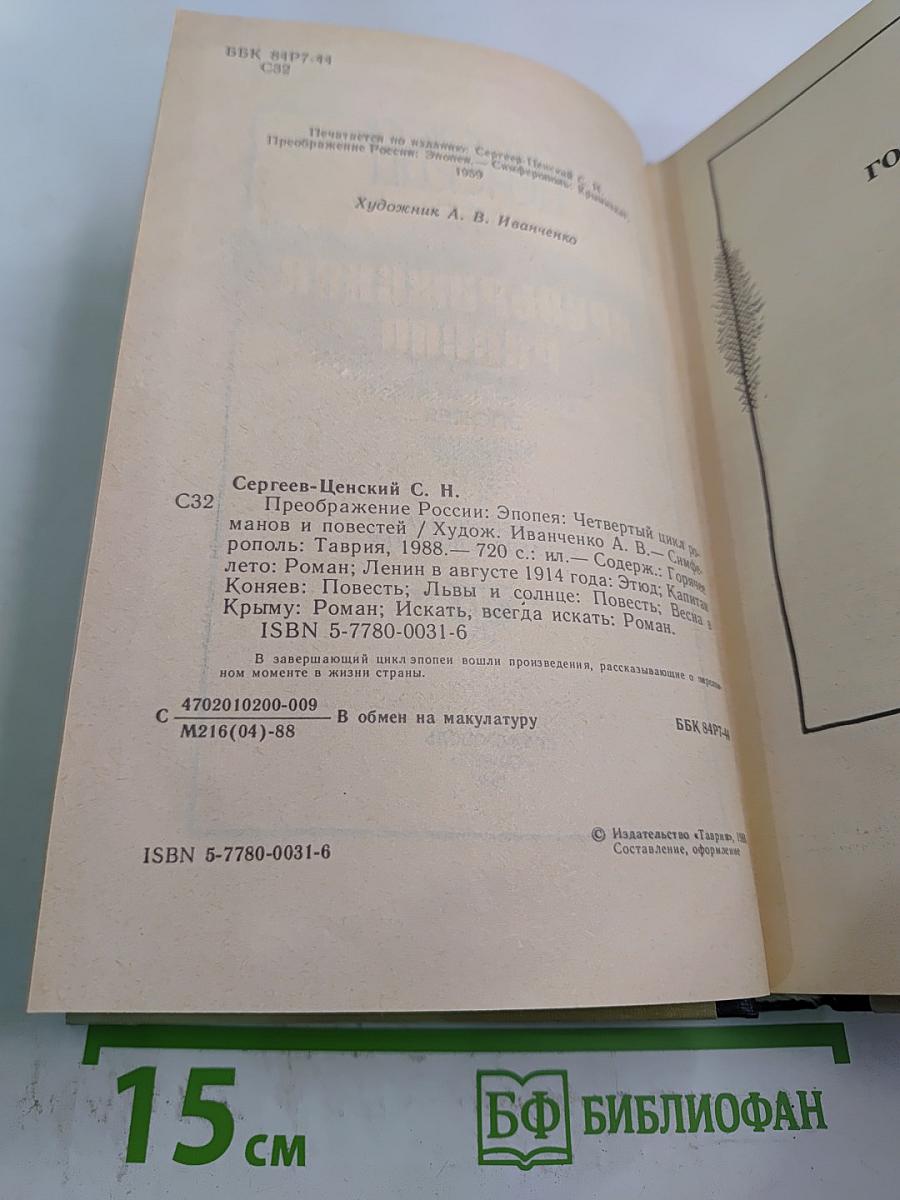 ББК 84Р7-44
С32
Печатается по изданию: Сергеев-Ценский С. Н.
Преображение России: Эпопея.— Симферополь: Крымиздат,
1959
Художник А. В. Иванченко
Сергеев-Ценский С. Н.
С32 Преображение России: Эпопея: Четвертый цикл ро-
манов и повестей / Худож. Иванченко А. В.— Симфе-
рополь: Таврия, 1988.— 720 с.: ил.— Содерж.: Горячее
лето: Роман; Ленин в августе 1914 года: Этюд; Капитан
Коняев: Повесть; Львы и солнце: Повесть; Весна в
Крыму: Роман; Искать, всегда искать: Роман.
ISBN 5-7780-0031-6
В завершающий цикл эпопеи вошли произведения, рассказывающие о
ном моменте в жизни страны.
С 4702010200-009 — В обмен на макулатуру ББК 84Р7-44
М216(04)-88
ISBN 5-7780-0031-6
© Издательство «Таврия», 1988
Составление, оформление
ГО
15 см
БФ БИБЛИОФАН